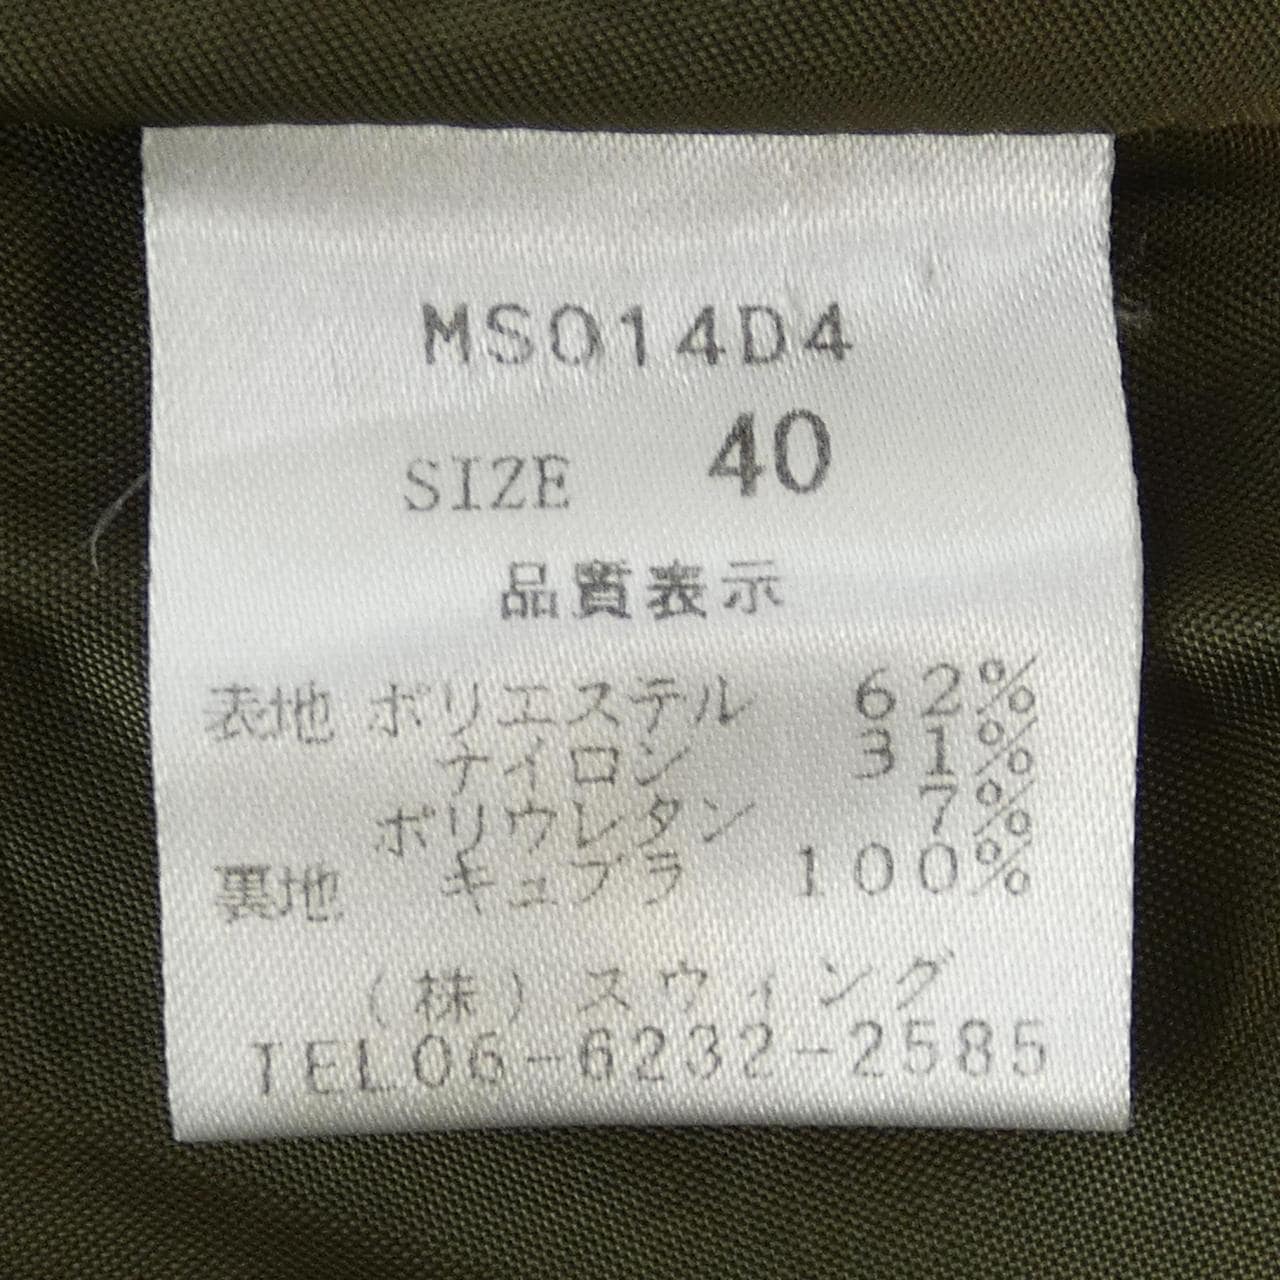 MS014D4
SIZE 40
品質表示
表地 ポリエステル 62%
ナイロン 31%
ポリウレタン 7%
裏地 キュプラ 100%
(株)スウィング
TEL06-6232-2585